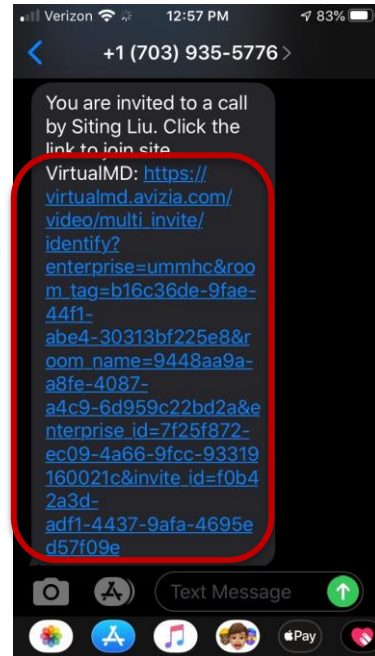 Verizon 12:57 PM 83%
+1 (703) 935-5776 >
You are invited to a call
by Siting Liu. Click the
link to join site
VirtualMD: https://
virtualmd.avizia.com/
video/multi_invite/
identify?
enterprise=ummhc&roo
m_tag=b16c36de-9fae-
44f1-
abe4-30313bf225e8&r
oom_name=9448aa9a-
a8fe-4087-
a4c9-6d959c22bd2a&e
nterprise_id=7f25f872-
ec09-4a66-9fcc-93319
160021c&invite_id=f0b4
2a3d-
adf1-4437-9afa-4695e
d57f09e
Text Message
Pay